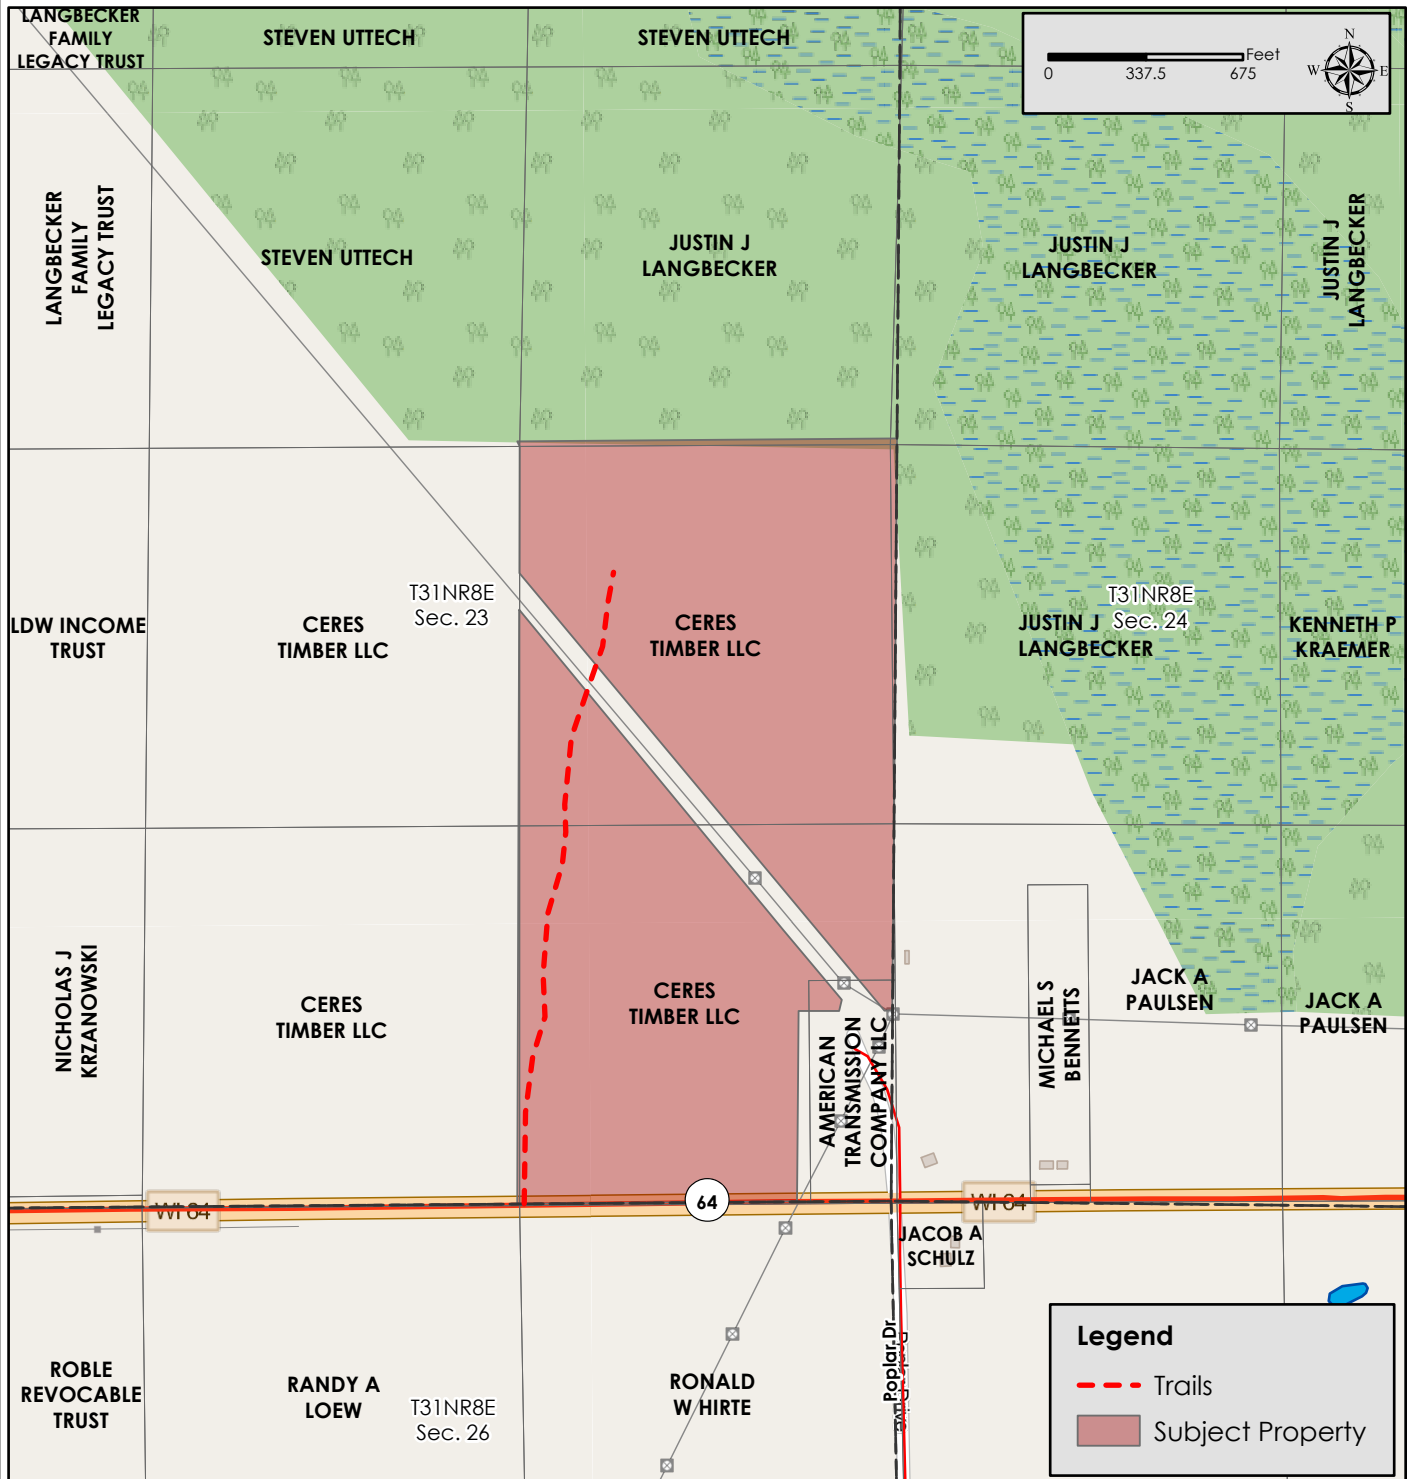 LANGBECKER
FAMILY
LEGACY TRUST
STEVEN UTTECH
STEVEN UTTECH
Feet
0 337.5 675
N
W E
S
LANGBECKER
FAMILY
LEGACY TRUST
STEVEN UTTECH
JUSTIN J
LANGBECKER
JUSTIN J
LANGBECKER
JUSTIN J
LANGBECKER
LDW INCOME
TRUST
CERES
TIMBER LLC
T31NR8E
Sec. 23
CERES
TIMBER LLC
JUSTIN J
LANGBECKER
T31NR8E
Sec. 24
KENNETH P
KRAEMER
NICHOLAS J
KRZANOWSKI
CERES
TIMBER LLC
CERES
TIMBER LLC
AMERICAN
TRANSMISSION
COMPANY LLC
MICHAEL S
BENNETTS
JACK A
PAULSEN
JACK A
PAULSEN
WI 64
64
WI 64
JACOB A
SCHULZ
ROBLE
REVOCABLE
TRUST
RANDY A
LOEW
T31NR8E
Sec. 26
RONALD
W HIRTE
Poplar Dr
Poplar Drive
Legend
Trails
Subject Property